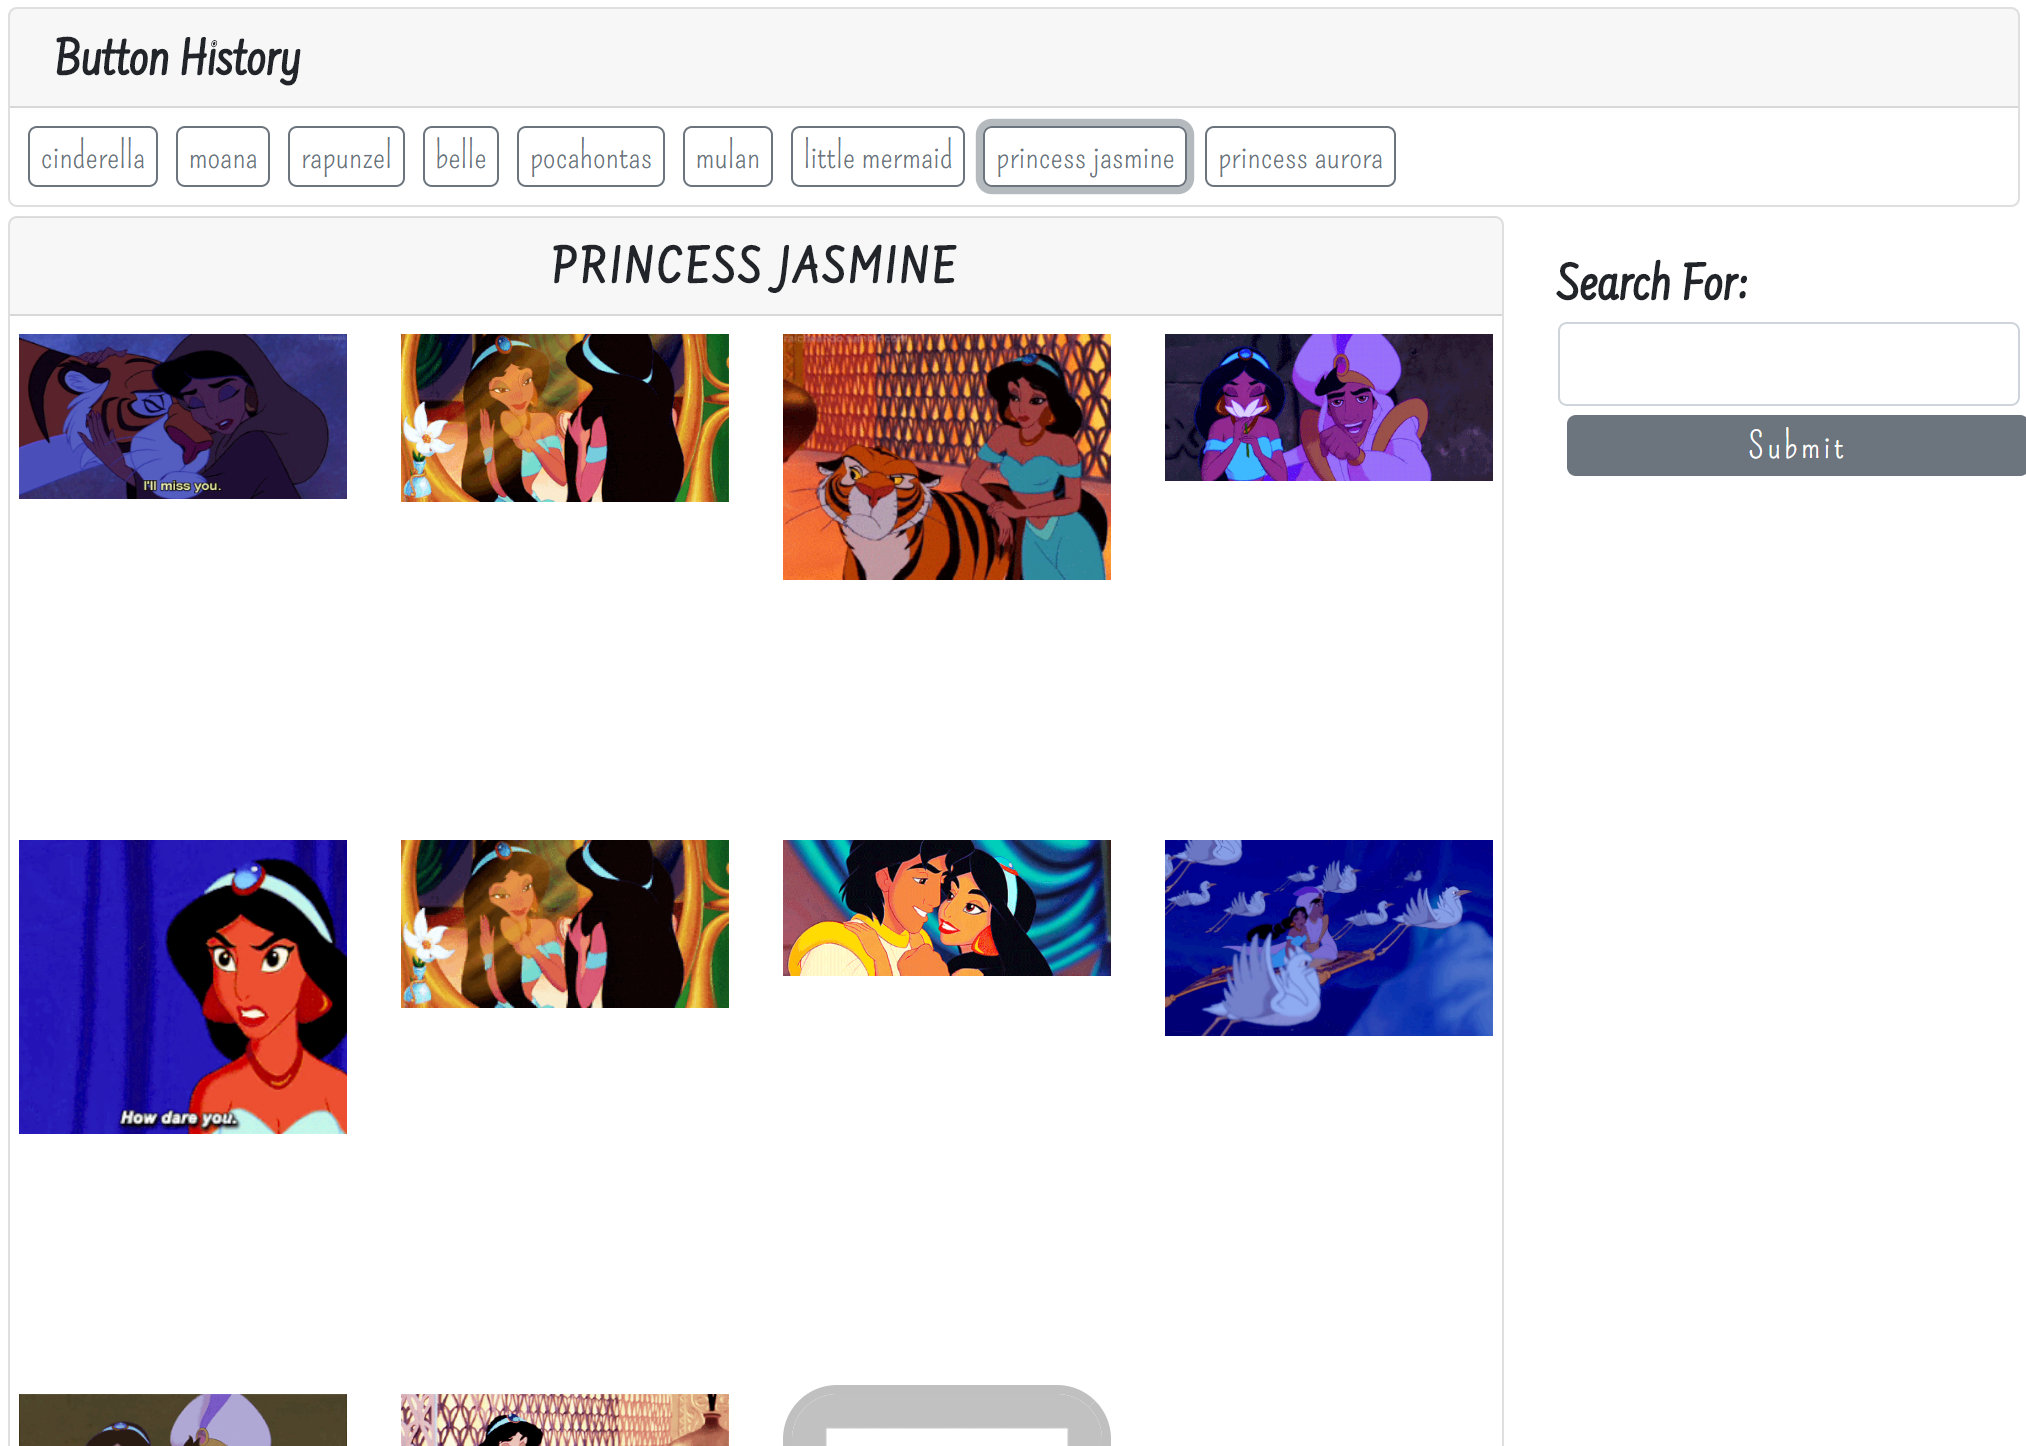 Button History
cinderella moana rapunzel belle pocahontas mulan little mermaid princess jasmine princess aurora
PRINCESS JASMINE
Search For:
Submit
I'll miss you.
How dare you.